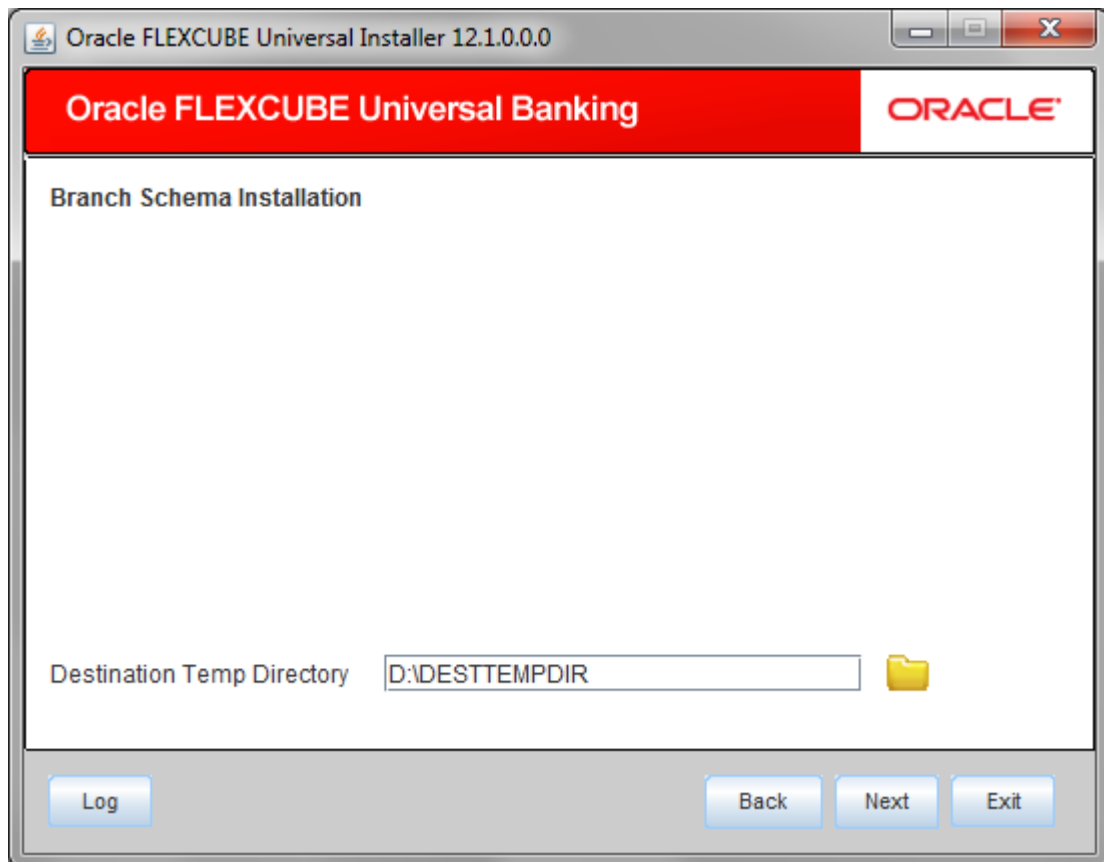 Oracle FLEXCUBE Universal Installer 12.1.0.0.0
Oracle FLEXCUBE Universal Banking
ORACLE
Branch Schema Installation
Destination Temp Directory D:\DESTTEMPDIR
Log Back Next Exit